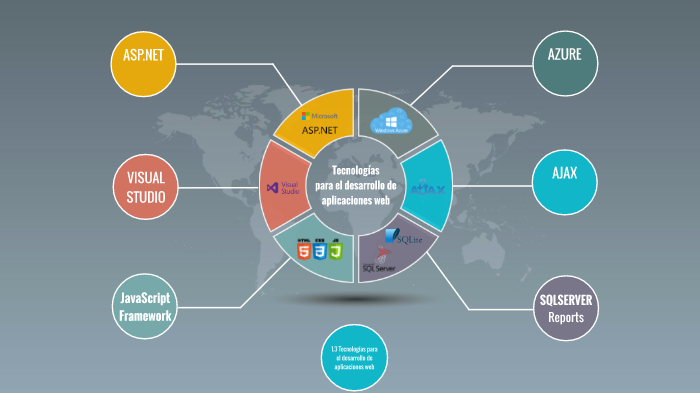 ASP.NET
AZURE
Microsoft
ASP.NET
Windows Azure
VISUAL
STUDIO
Visual
Studio
Tecnologías
para el desarrollo de
aplicaciones web
AJAX
AJAX
HTML CSS JS
5 3 J
SQLite
SQL Server
JavaScript
Framework
SQLSERVER
Reports
1.3 Tecnologías para
el desarrollo de
aplicaciones web